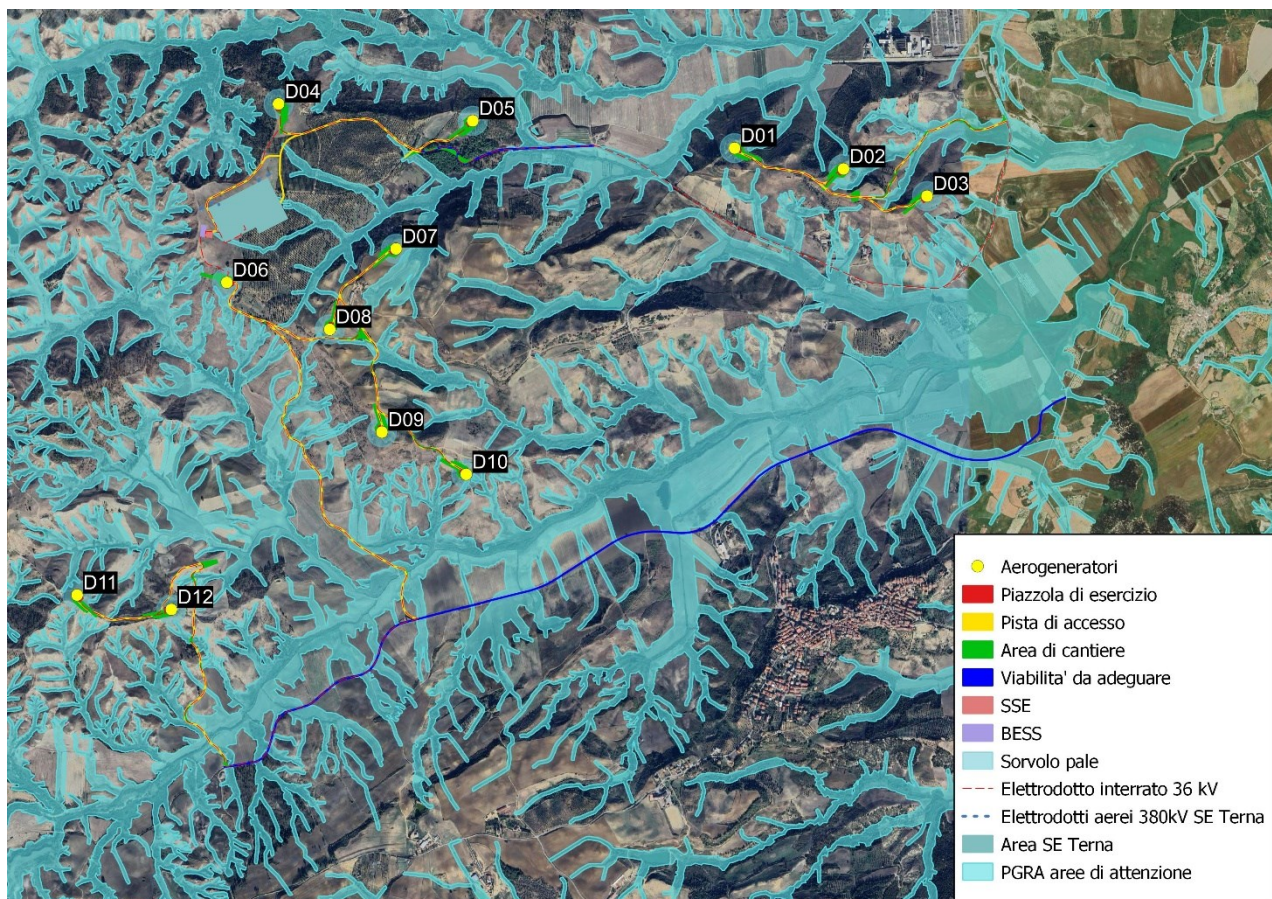 D04
D05
D01
D02
D03
D07
D06
D08
D09
D10
D11
D12
Aerogeneratori
Piazzola di esercizio
Pista di accesso
Area di cantiere
Viabilita' da adeguare
SSE
BESS
Sorvolo pale
Elettrodotto interrato 36 kV
Elettrodotti aerei 380kV SE Terna
Area SE Terna
PGRA aree di attenzione